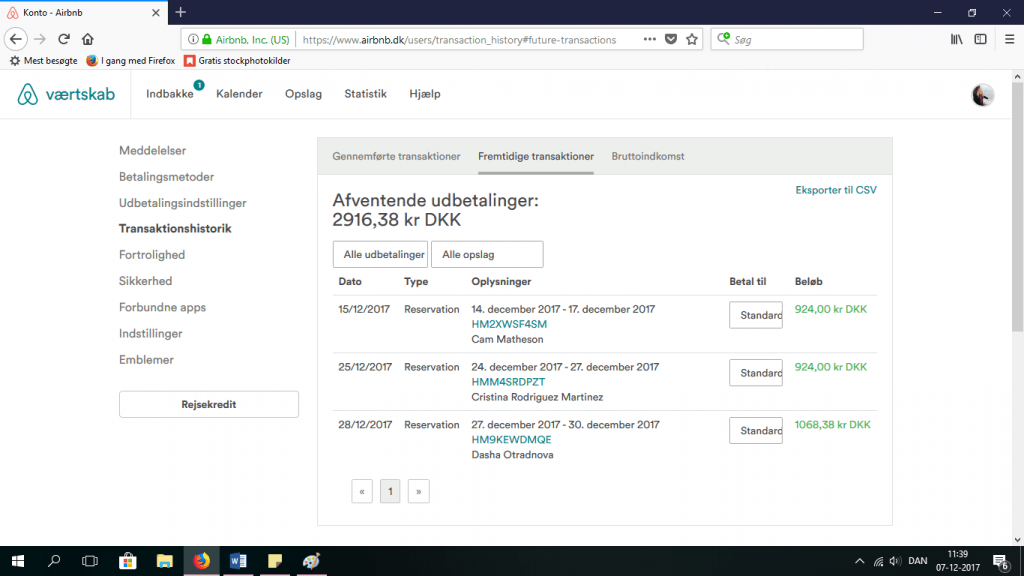 Konto - Airbnb
Airbnb, Inc. (US) https://www.airbnb.dk/users/transaction_history#future-transactions Søg
Mest besøgte I gang med Firefox Gratis stockphotokilder
værtskab Indbakke 1 Kalender Opslag Statistik Hjælp
Meddelelser
Betalingsmetoder
Udbetalingsindstillinger
Transaktionshistorik
Fortrolighed
Sikkerhed
Forbundne apps
Indstillinger
Emblemer
Rejsekredit
Gennemførte transaktioner Fremtidige transaktioner Bruttoindkomst
Eksporter til CSV
Afventende udbetalinger:
2916,38 kr DKK
Alle udbetalinger Alle opslag
Dato Type Oplysninger Betal til Beløb
15/12/2017 Reservation 14. december 2017 - 17. december 2017 Standard 924,00 kr DKK
HM2XWSF4SM
Cam Matheson
25/12/2017 Reservation 24. december 2017 - 27. december 2017 Standard 924,00 kr DKK
HMM4SRDPZT
Cristina Rodriguez Martinez
28/12/2017 Reservation 27. december 2017 - 30. december 2017 Standard 1068,38 kr DKK
HM9KEWDMQE
Dasha Otradnova
« 1 »
DAN 11:39
07-12-2017 6